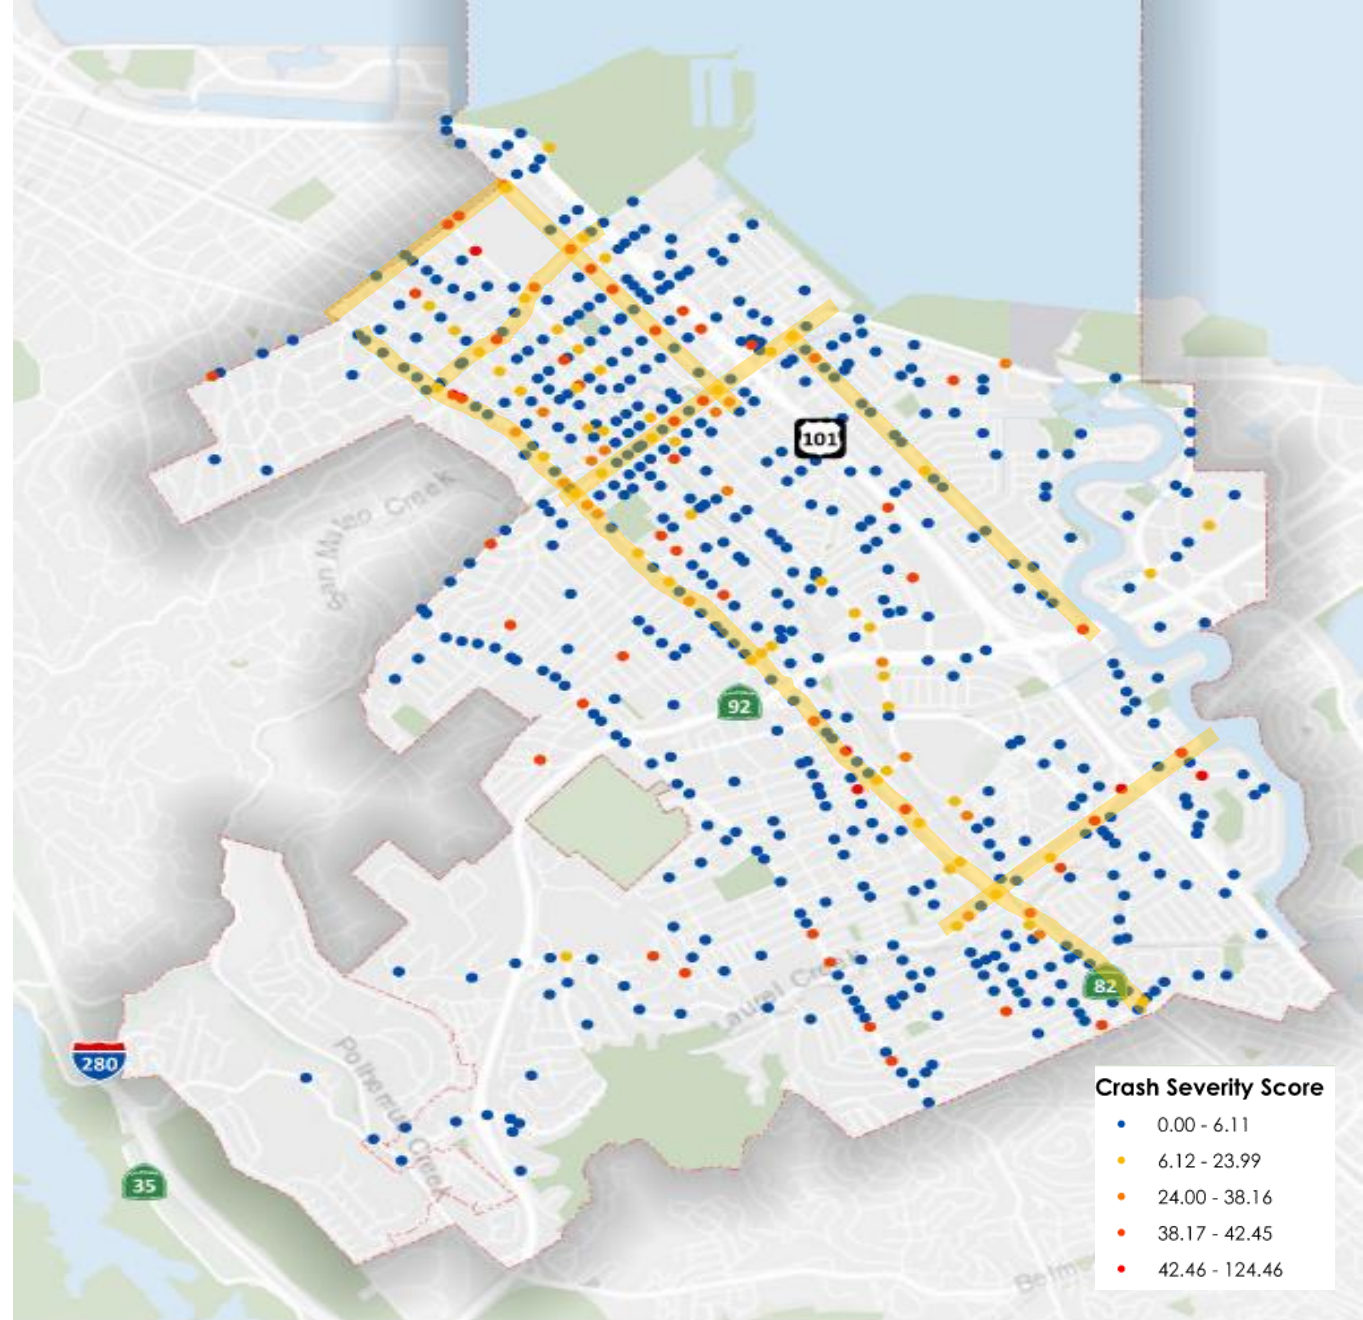 101
San Mateo Creek
92
Laurel Creek
82
280
Polhemus Creek
35
Crash Severity Score
0.00 - 6.11
6.12 - 23.99
24.00 - 38.16
38.17 - 42.45
42.46 - 124.46
Belm